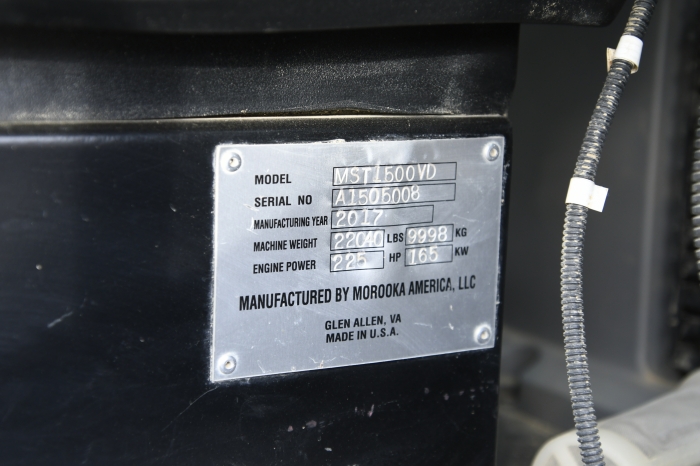 MODEL MST1500VD
SERIAL NO A1505008
MANUFACTURING YEAR 2017
MACHINE WEIGHT 22040 LBS 9998 KG
ENGINE POWER 225 HP 165 KW
MANUFACTURED BY MOROOKA AMERICA, LLC
GLEN ALLEN, VA
MADE IN U.S.A.